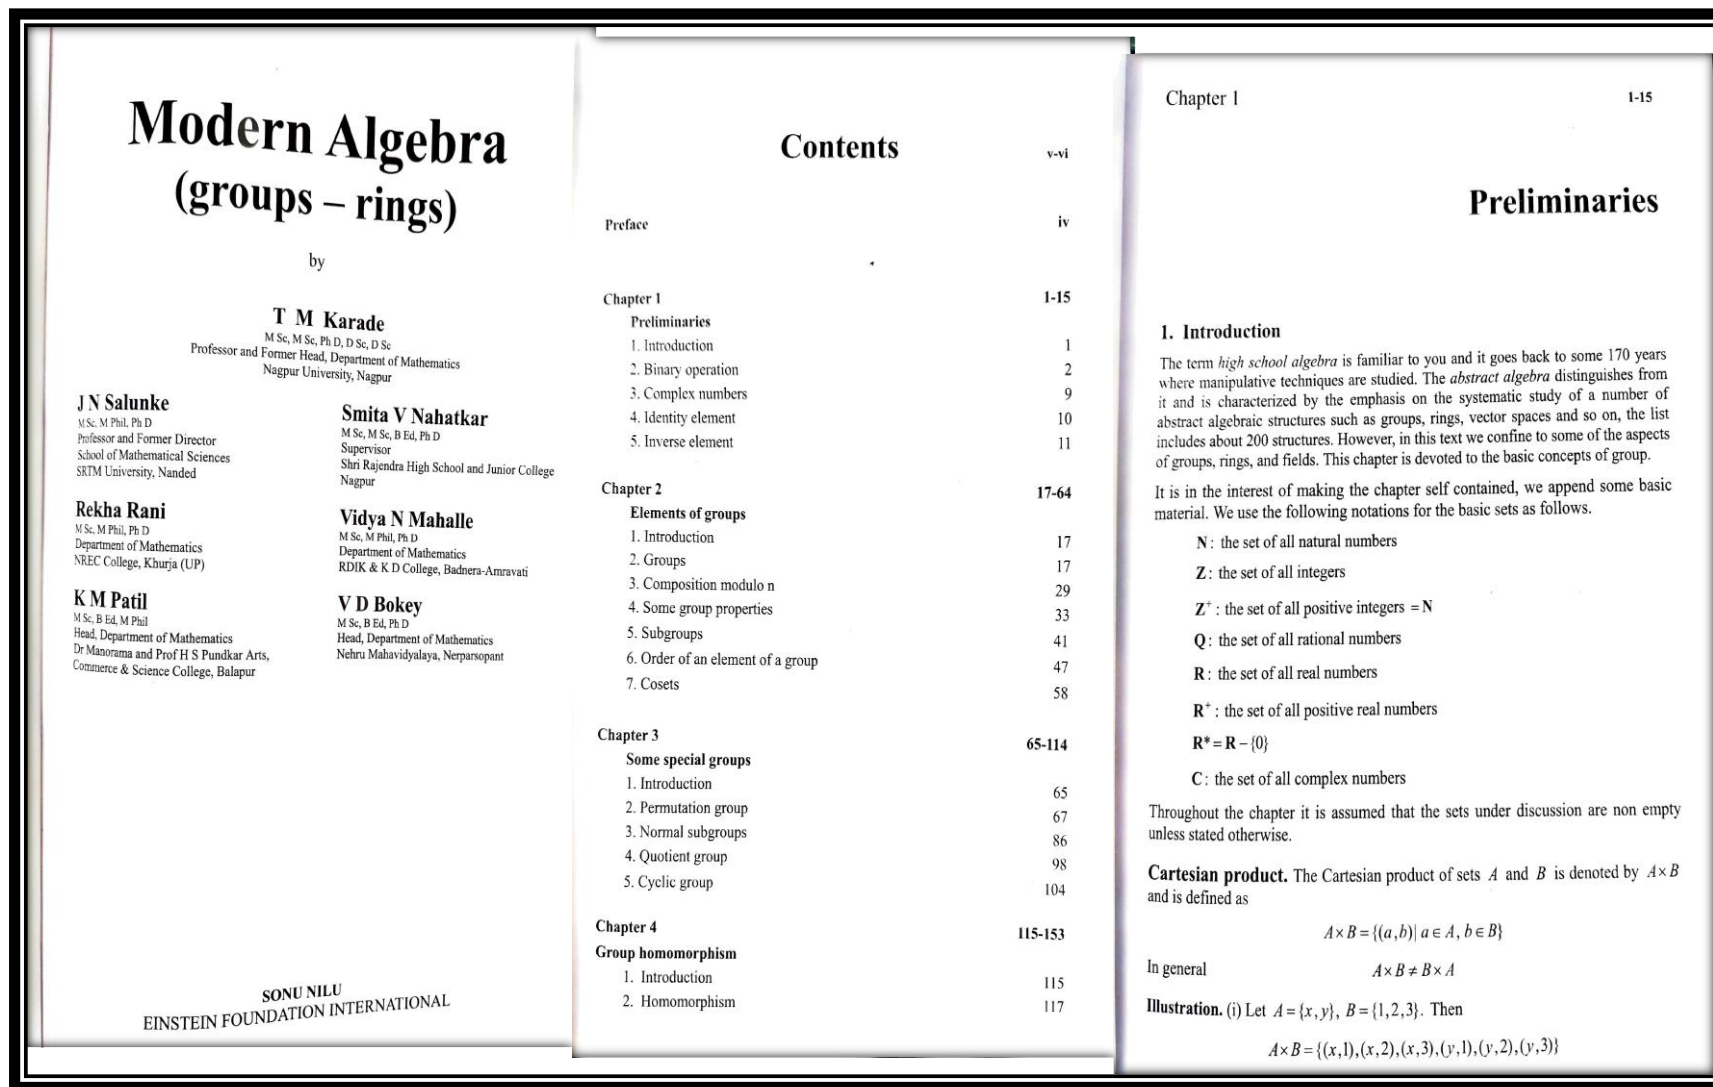 Modern Algebra
(groups – rings)
by
T M Karade
M Sc, M Sc, Ph D, D Sc, D Sc
Professor and Former Head, Department of Mathematics
Nagpur University, Nagpur
J N Salunke
M Sc, M Phil, Ph D
Professor and Former Director
School of Mathematical Sciences
SRTM University, Nanded
Smita V Nahatkar
M Sc, M Sc, B Ed, Ph D
Supervisor
Shri Rajendra High School and Junior College
Nagpur
Rekha Rani
M Sc, M Phil, Ph D
Department of Mathematics
NREC College, Khurja (UP)
Vidya N Mahalle
M Sc, M Phil, Ph D
Department of Mathematics
RDIK & K D College, Badnera-Amravati
K M Patil
M Sc, B Ed, M Phil
Head, Department of Mathematics
Dr Manorama and Prof H S Pundkar Arts,
Commerce & Science College, Balapur
V D Bokey
M Sc, B Ed, Ph D
Head, Department of Mathematics
Nehru Mahavidyalaya, Nerparsopant
SONU NILU
EINSTEIN FOUNDATION INTERNATIONAL
Contents v-vi
Preface iv
Chapter 1 1-15
Preliminaries
1. Introduction 1
2. Binary operation 2
3. Complex numbers 9
4. Identity element 10
5. Inverse element 11
Chapter 2 17-64
Elements of groups
1. Introduction 17
2. Groups 17
3. Composition modulo n 29
4. Some group properties 33
5. Subgroups 41
6. Order of an element of a group 47
7. Cosets 58
Chapter 3 65-114
Some special groups
1. Introduction 65
2. Permutation group 67
3. Normal subgroups 86
4. Quotient group 98
5. Cyclic group 104
Chapter 4 115-153
Group homomorphism
1. Introduction 115
2. Homomorphism 117
Chapter 1 1-15
Preliminaries
1. Introduction
The term high school algebra is familiar to you and it goes back to some 170 years
where manipulative techniques are studied. The abstract algebra distinguishes from
it and is characterized by the emphasis on the systematic study of a number of
abstract algebraic structures such as groups, rings, vector spaces and so on, the list
includes about 200 structures. However, in this text we confine to some of the aspects
of groups, rings, and fields. This chapter is devoted to the basic concepts of group.
It is in the interest of making the chapter self contained, we append some basic
material. We use the following notations for the basic sets as follows.
N : the set of all natural numbers
Z : the set of all integers
Z⁺ : the set of all positive integers = N
Q : the set of all rational numbers
R : the set of all real numbers
R⁺ : the set of all positive real numbers
R* = R – {0}
C : the set of all complex numbers
Throughout the chapter it is assumed that the sets under discussion are non empty
unless stated otherwise.
Cartesian product. The Cartesian product of sets A and B is denoted by A×B
and is defined as
A×B = {(a,b)| a ∈ A, b ∈ B}
In general A×B ≠ B×A
Illustration. (i) Let A = {x, y}, B = {1,2,3}. Then
A×B = {(x,1),(x,2),(x,3),(y,1),(y,2),(y,3)}